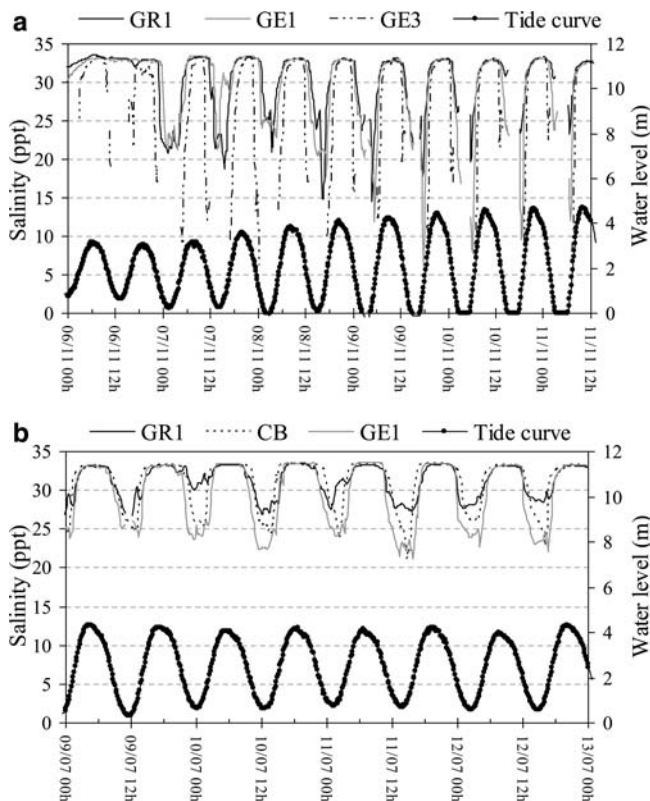 a
GR1 GE1 GE3 Tide curve
Salinity (ppt)
35
30
25
20
15
10
5
0
Water level (m)
12
10
8
6
4
2
0
06/11 00h
06/11 12h
07/11 00h
07/11 12h
08/11 00h
08/11 12h
09/11 00h
09/11 12h
10/11 00h
10/11 12h
11/11 00h
11/11 12h
b
GR1 CB GE1 Tide curve
Salinity (ppt)
35
30
25
20
15
10
5
0
Water level (m)
12
10
8
6
4
2
0
09/07 00h
09/07 12h
10/07 00h
10/07 12h
11/07 00h
11/07 12h
12/07 00h
12/07 12h
13/07 00h